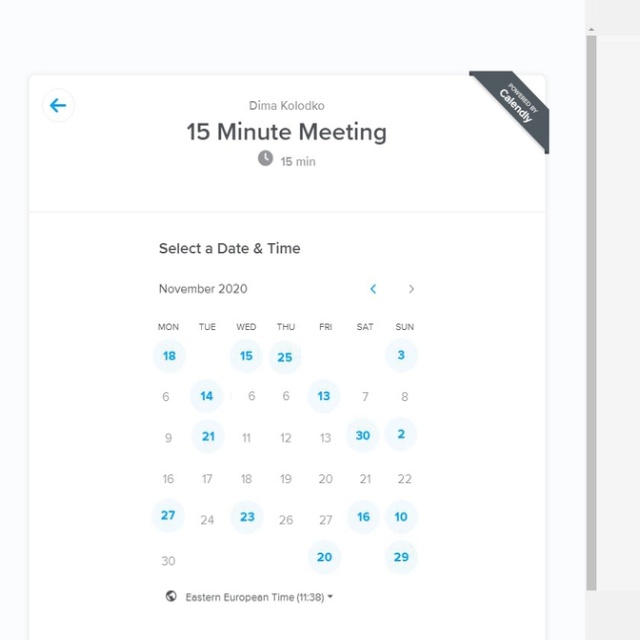 Dima Kolodko
POWERED BY
Calendly
15 Minute Meeting
15 min
Select a Date & Time
November 2020
MON TUE WED THU FRI SAT SUN
18 15 25 3
6 14 6 6 13 7 8
9 21 11 12 13 30 2
16 17 18 19 20 21 22
27 24 23 26 27 16 10
30 20 29
Eastern European Time (11:38)